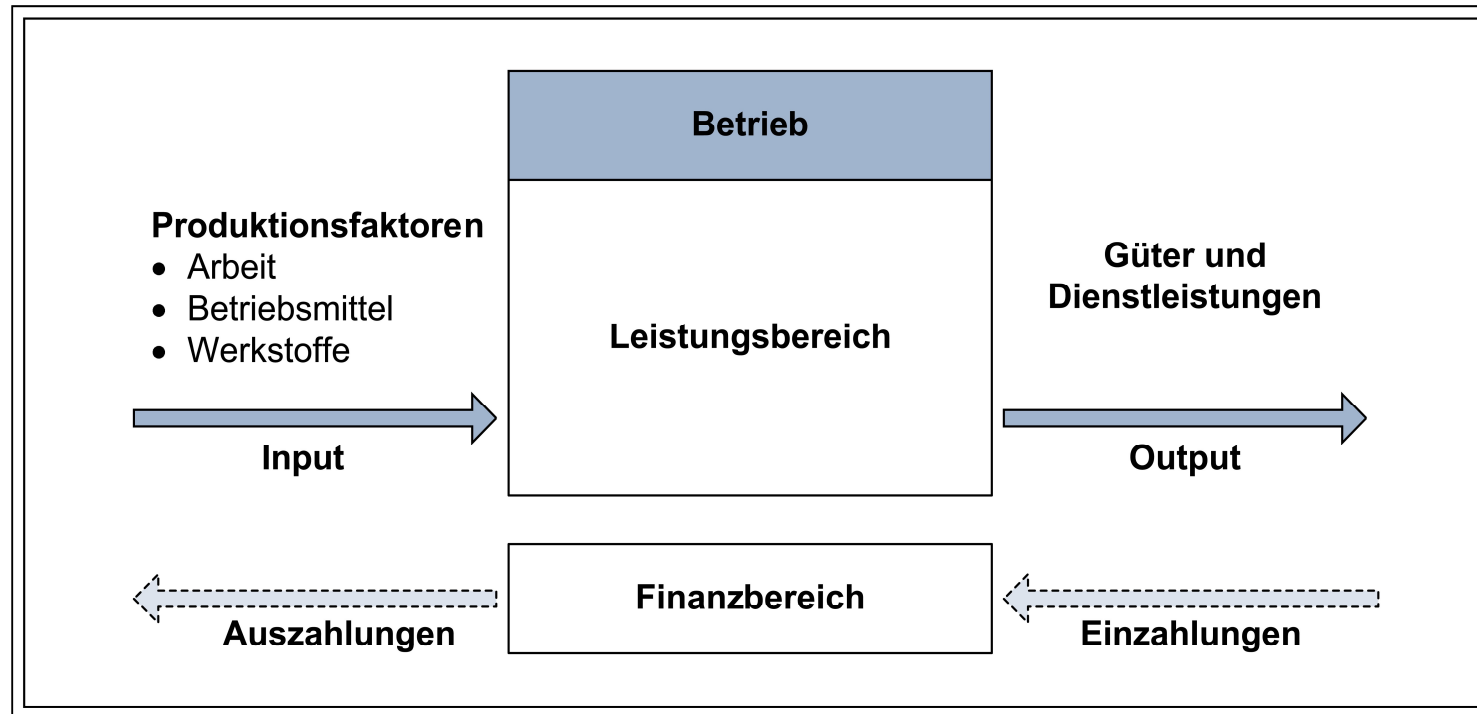 Betrieb
Produktionsfaktoren
• Arbeit
• Betriebsmittel
• Werkstoffe
Input
Leistungsbereich
Güter und
Dienstleistungen
Output
Auszahlungen
Finanzbereich
Einzahlungen